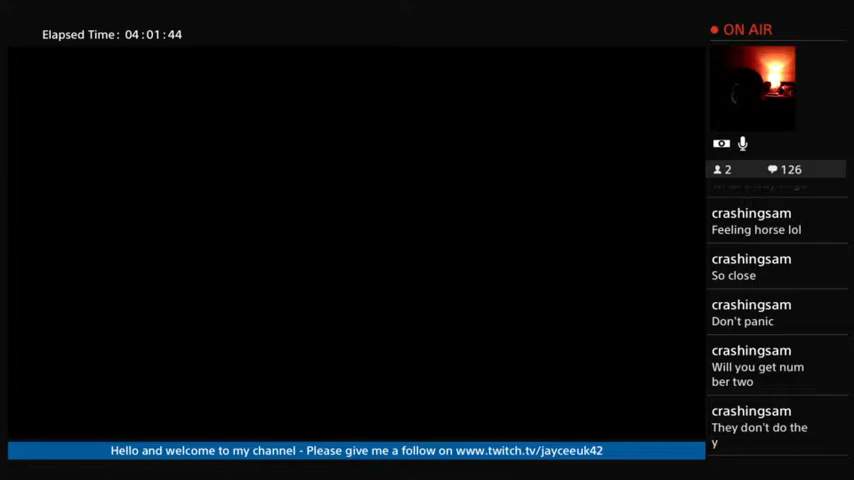 Elapsed Time: 04:01:44
ON AIR
2 126
crashingsam
Feeling horse lol
crashingsam
So close
crashingsam
Don't panic
crashingsam
Will you get num
ber two
crashingsam
They don't do the
y
Hello and welcome to my channel - Please give me a follow on www.twitch.tv/jayceeuk42